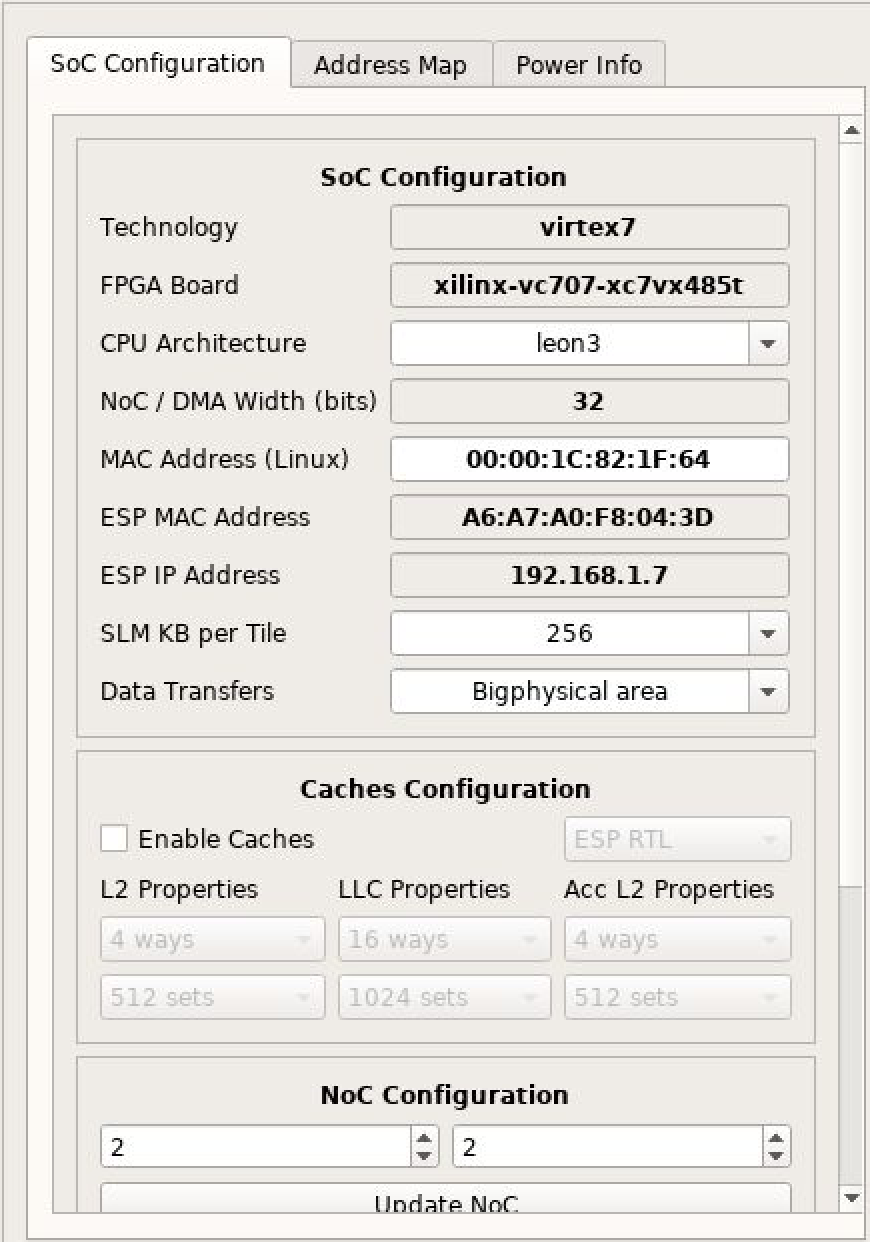 SoC Configuration Address Map Power Info
SoC Configuration
Technology virtex7
FPGA Board xilinx-vc707-xc7vx485t
CPU Architecture leon3
NoC / DMA Width (bits) 32
MAC Address (Linux) 00:00:1C:82:1F:64
ESP MAC Address A6:A7:A0:F8:04:3D
ESP IP Address 192.168.1.7
SLM KB per Tile 256
Data Transfers Bigphysical area
Caches Configuration
Enable Caches ESP RTL
L2 Properties LLC Properties Acc L2 Properties
4 ways 16 ways 4 ways
512 sets 1024 sets 512 sets
NoC Configuration
2 2
Update NoC